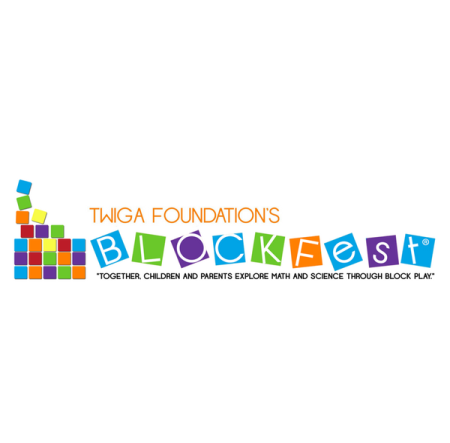 TWIGA FOUNDATION'S
BLOCKFest®
"TOGETHER, CHILDREN AND PARENTS EXPLORE MATH AND SCIENCE THROUGH BLOCK PLAY."